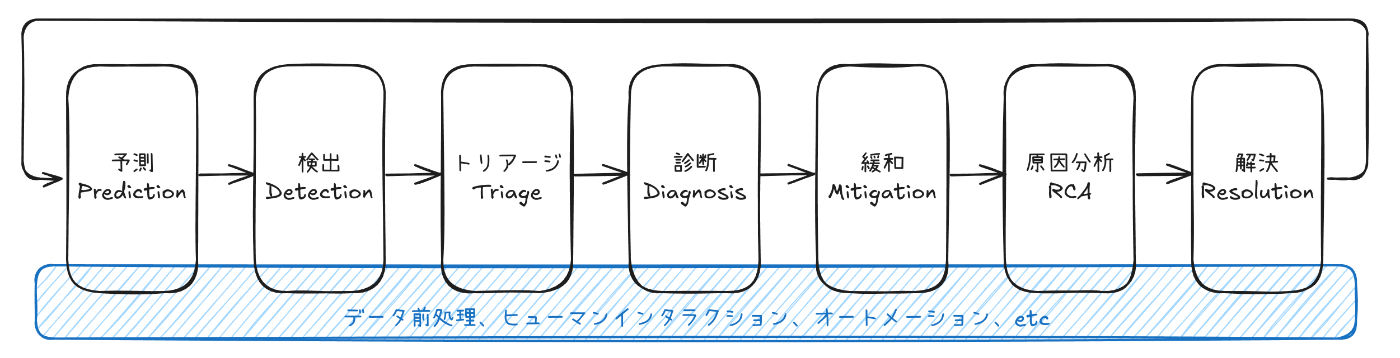 予測
Prediction
検出
Detection
トリアージ
Triage
診断
Diagnosis
緩和
Mitigation
原因分析
RCA
解決
Resolution
データ前処理、ヒューマンインタラクション、オートメーション、etc